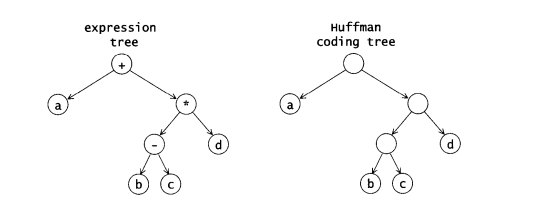 expression
tree
Huffman
coding tree
+
a
*
-
d
b
c
a
d
b
c